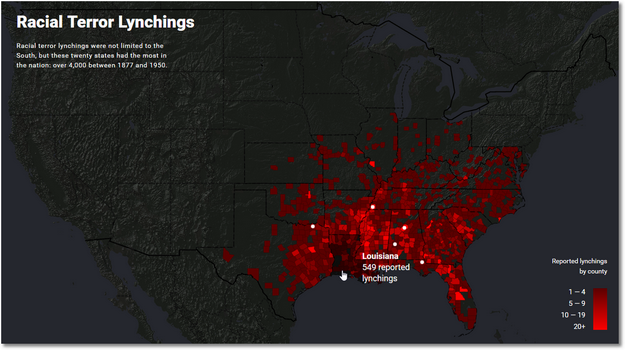 Racial Terror Lynchings
Racial terror lynchings were not limited to the
South, but these twenty states had the most in
the nation: over 4,000 between 1877 and 1950.
Louisiana
549 reported
lynchings
Reported lynchings
by county
1 — 4
5 — 9
10 — 19
20+